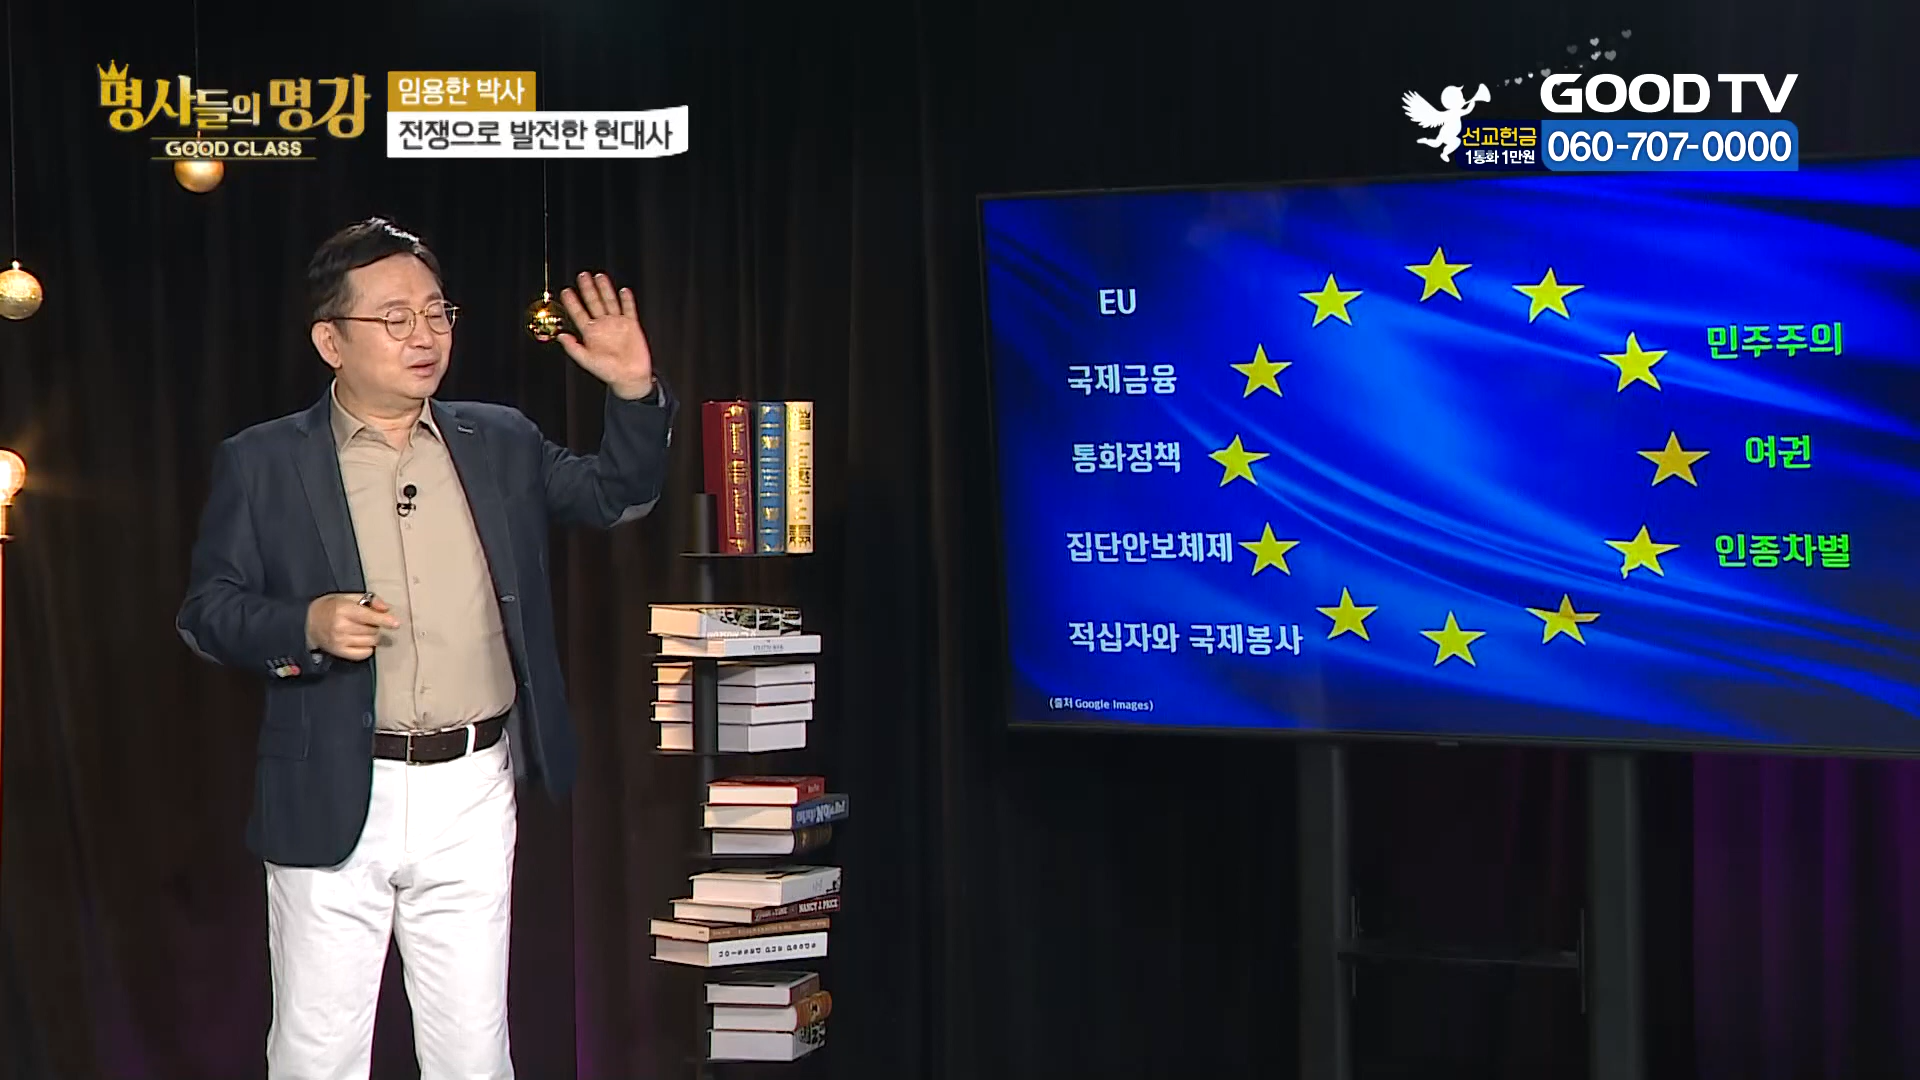 명사들의 명강
GOOD CLASS
임용한 박사
전쟁으로 발전한 현대사
GOOD TV
선교헌금
1통화 1만원
060-707-0000
EU
국제금융
통화정책
집단안보체제
적십자와 국제봉사
민주주의
여권
인종차별
(출처 Google Images)
NANCY J. PRICE